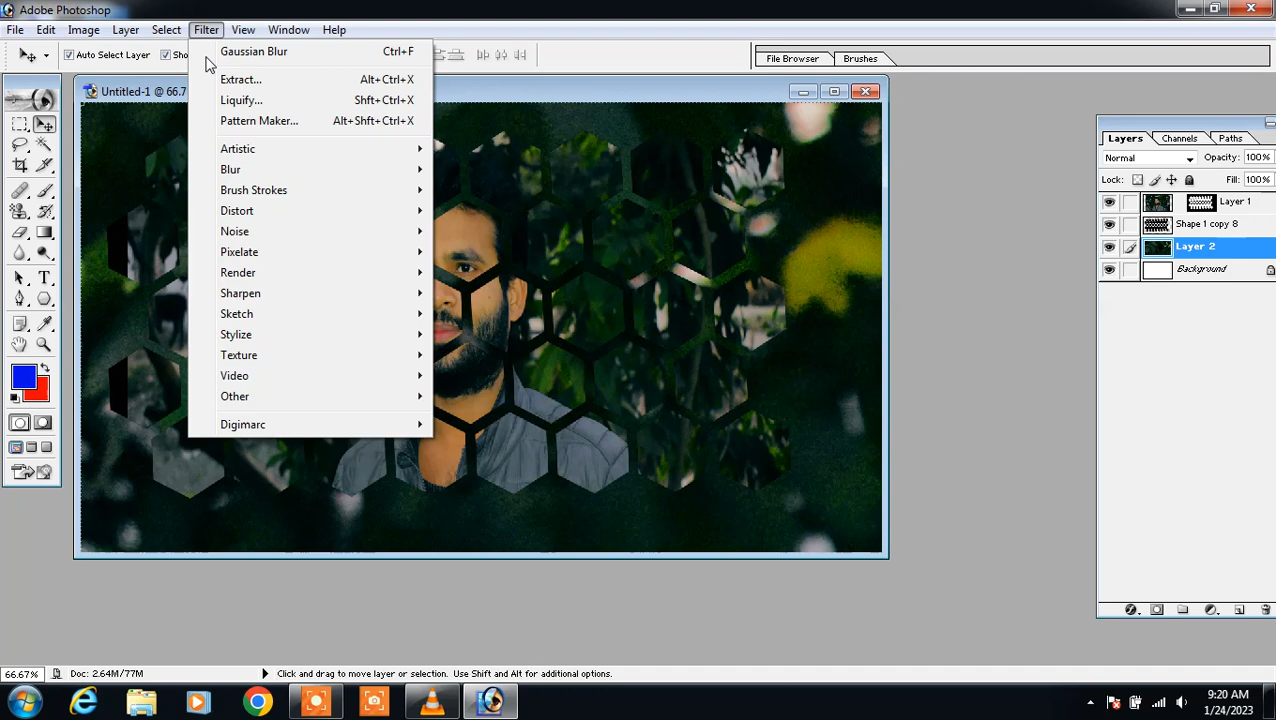 Adobe Photoshop
File Edit Image Layer Select Filter View Window Help
Auto Select Layer Sho
File Browser Brushes
Gaussian Blur Ctrl+F
Extract... Alt+Ctrl+X
Liquify... Shft+Ctrl+X
Pattern Maker... Alt+Shft+Ctrl+X
Artistic
Blur
Brush Strokes
Distort
Noise
Pixelate
Render
Sharpen
Sketch
Stylize
Texture
Video
Other
Digimarc
Untitled-1 @ 66.7
Layers Channels Paths
Normal Opacity: 100%
Lock: Fill: 100%
Layer 1
Shape 1 copy 8
Layer 2
Background
66.67% Doc: 2.64M/77M Click and drag to move layer or selection. Use Shift and Alt for additional options.
9:20 AM
1/24/2023